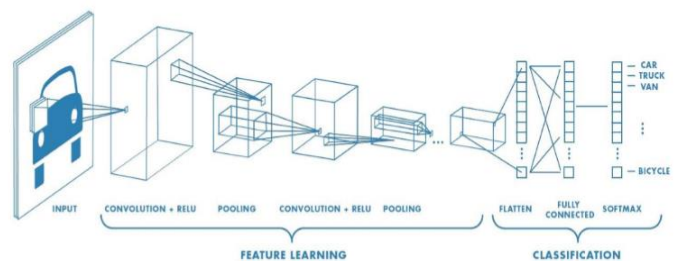 CAR
TRUCK
VAN
BICYCLE
INPUT
CONVOLUTION + RELU
POOLING
CONVOLUTION + RELU
POOLING
FLATTEN
FULLY
CONNECTED
SOFTMAX
FEATURE LEARNING
CLASSIFICATION